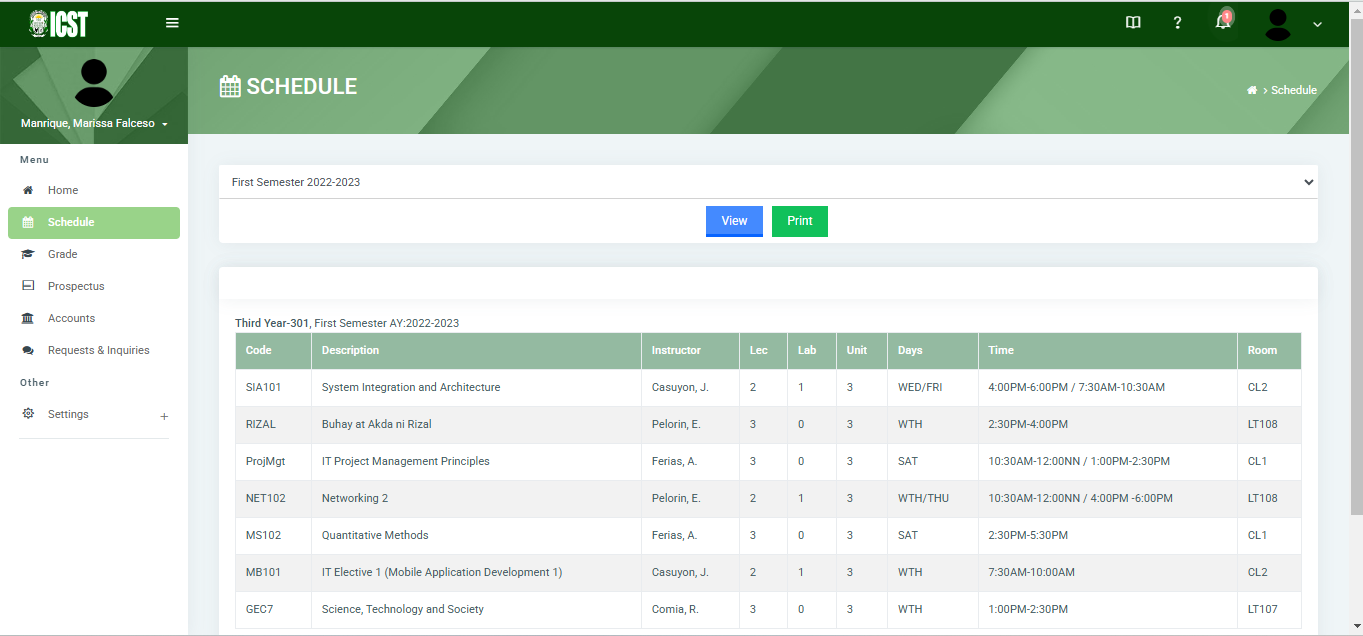 ICST
?
1
Manrique, Marissa Falceso
SCHEDULE
> Schedule
Menu
Home
Schedule
Grade
Prospectus
Accounts
Requests & Inquiries
Other
Settings +
First Semester 2022-2023
View Print
Third Year-301, First Semester AY:2022-2023
Code Description Instructor Lec Lab Unit Days Time Room
SIA101 System Integration and Architecture Casuyon, J. 2 1 3 WED/FRI 4:00PM-6:00PM / 7:30AM-10:30AM CL2
RIZAL Buhay at Akda ni Rizal Pelorin, E. 3 0 3 WTH 2:30PM-4:00PM LT108
ProjMgt IT Project Management Principles Ferias, A. 3 0 3 SAT 10:30AM-12:00NN / 1:00PM-2:30PM CL1
NET102 Networking 2 Pelorin, E. 2 1 3 WTH/THU 10:30AM-12:00NN / 4:00PM -6:00PM LT108
MS102 Quantitative Methods Ferias, A. 3 0 3 SAT 2:30PM-5:30PM CL1
MB101 IT Elective 1 (Mobile Application Development 1) Casuyon, J. 2 1 3 WTH 7:30AM-10:00AM CL2
GEC7 Science, Technology and Society Comia, R. 3 0 3 WTH 1:00PM-2:30PM LT107